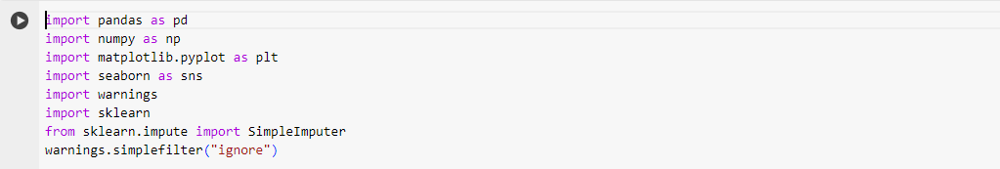 import pandas as pd
import numpy as np
import matplotlib.pyplot as plt
import seaborn as sns
import warnings
import sklearn
from sklearn.impute import SimpleImputer
warnings.simplefilter("ignore")